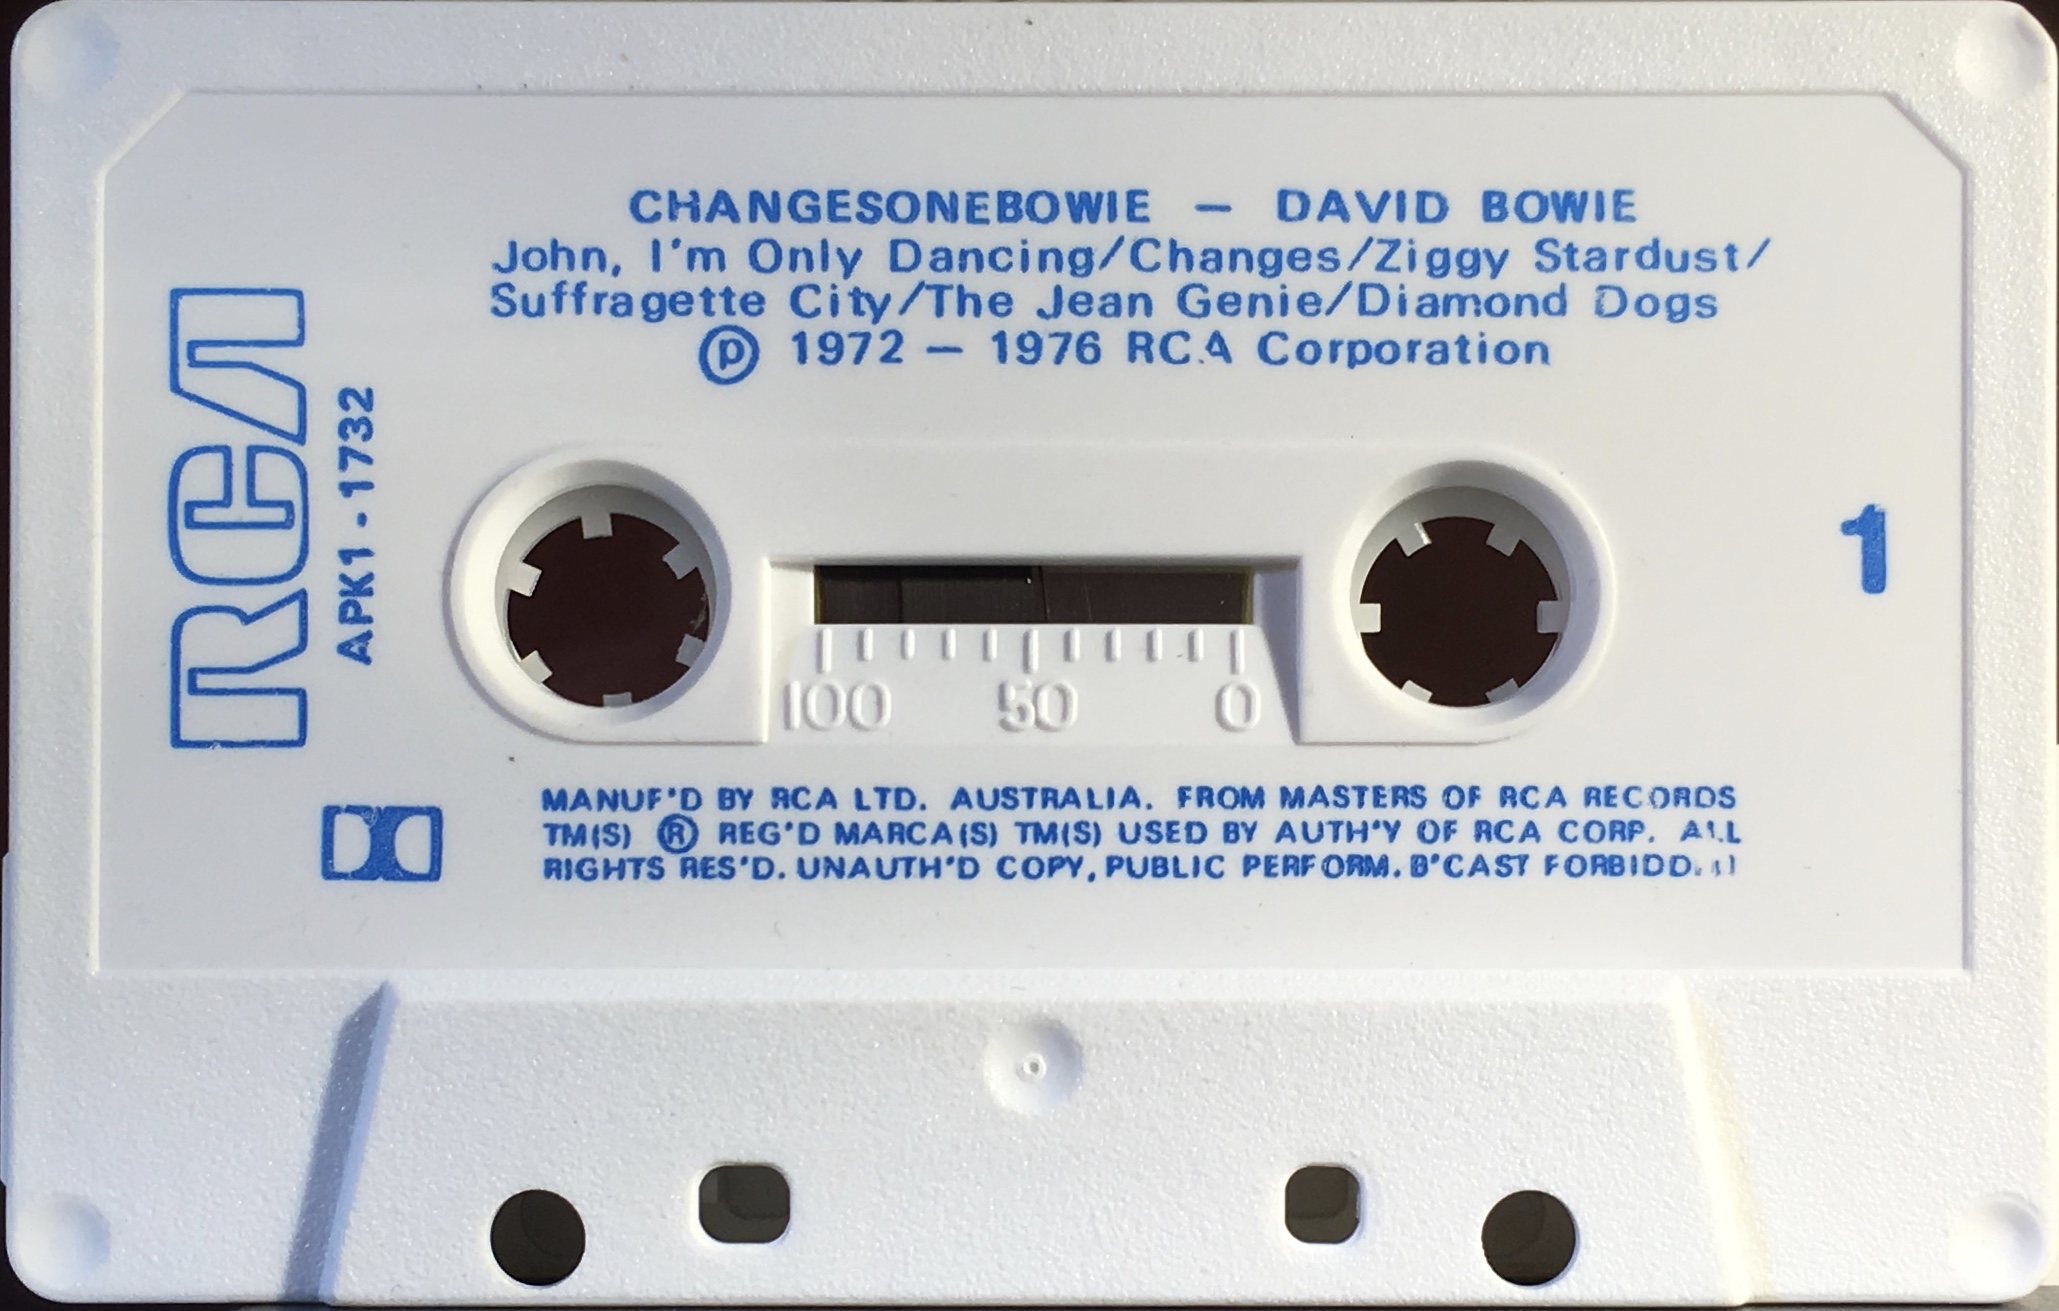 CHANGESONEBOWIE — DAVID BOWIE
John, I'm Only Dancing/Changes/Ziggy Stardust/
Suffragette City/The Jean Genie/Diamond Dogs
℗ 1972 — 1976 RCA Corporation
RCA
APK1-1732
1
100 50 0
MANUF'D BY RCA LTD. AUSTRALIA. FROM MASTERS OF RCA RECORDS
TM(S) ® REG'D MARCA(S) TM(S) USED BY AUTH'Y OF RCA CORP. ALL
RIGHTS RES'D. UNAUTH'D COPY, PUBLIC PERFORM. B'CAST